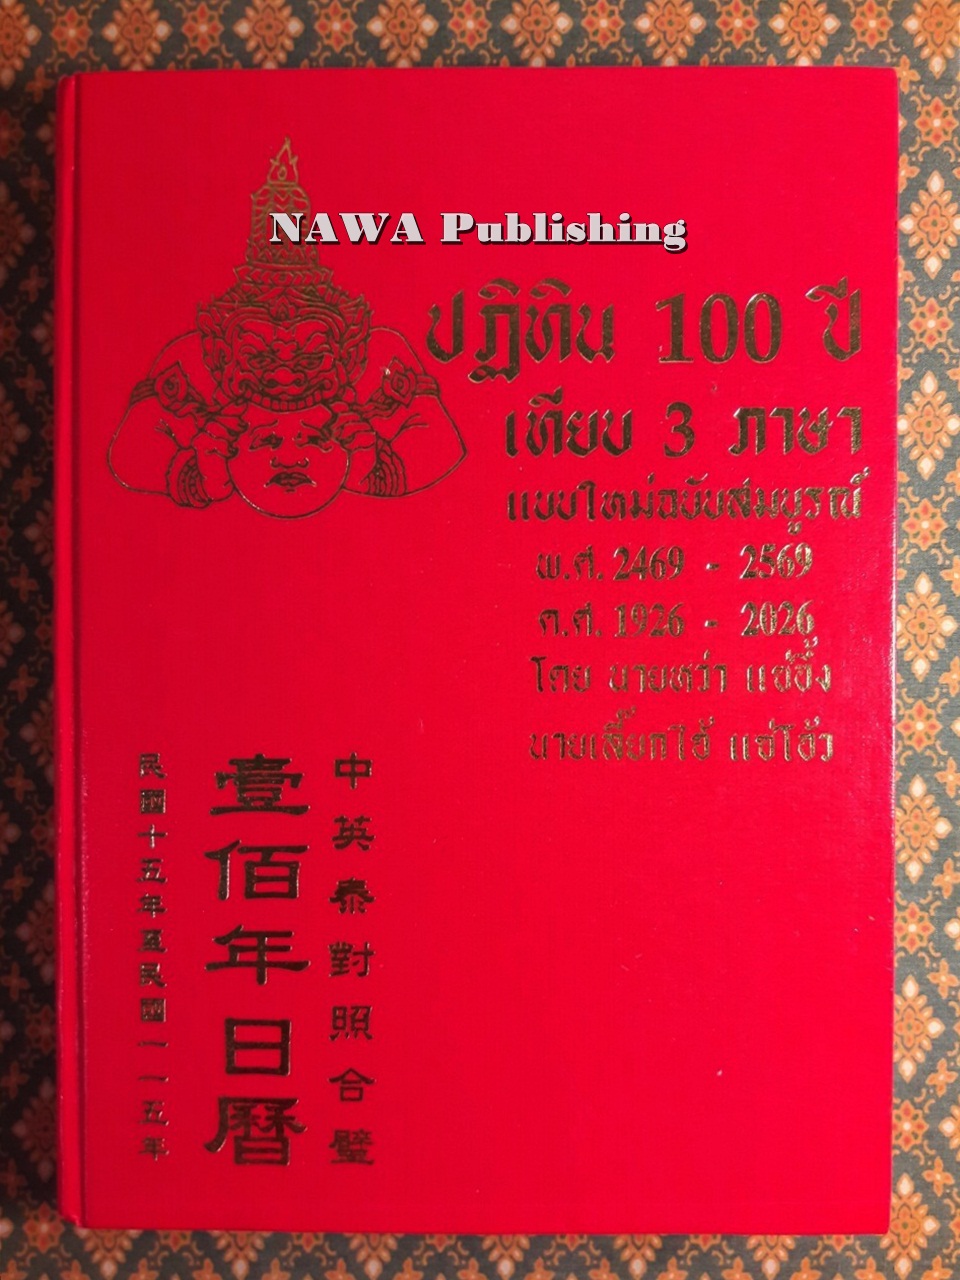 NAWA Publishing
ปฏิทิน 100 ปี
เทียบ 3 ภาษา
แบบใหม่ฉบับสมบูรณ์
พ.ศ. 2469 - 2569
ค.ศ. 1926 - 2026
โดย นายหว่า แซ่อึ้ง
นายเลี๊ยกไอ้ แซ่โอ้ว
中英泰對照合璧
壹佰年日曆
民國十五年至民國一一五年